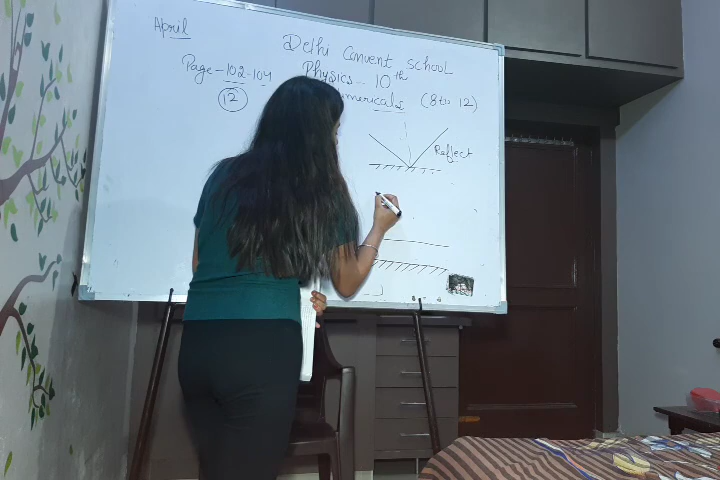 April
Delhi Convent School
Page - 102-104 Physics - 10th
12 (8 to 12)
Reflect